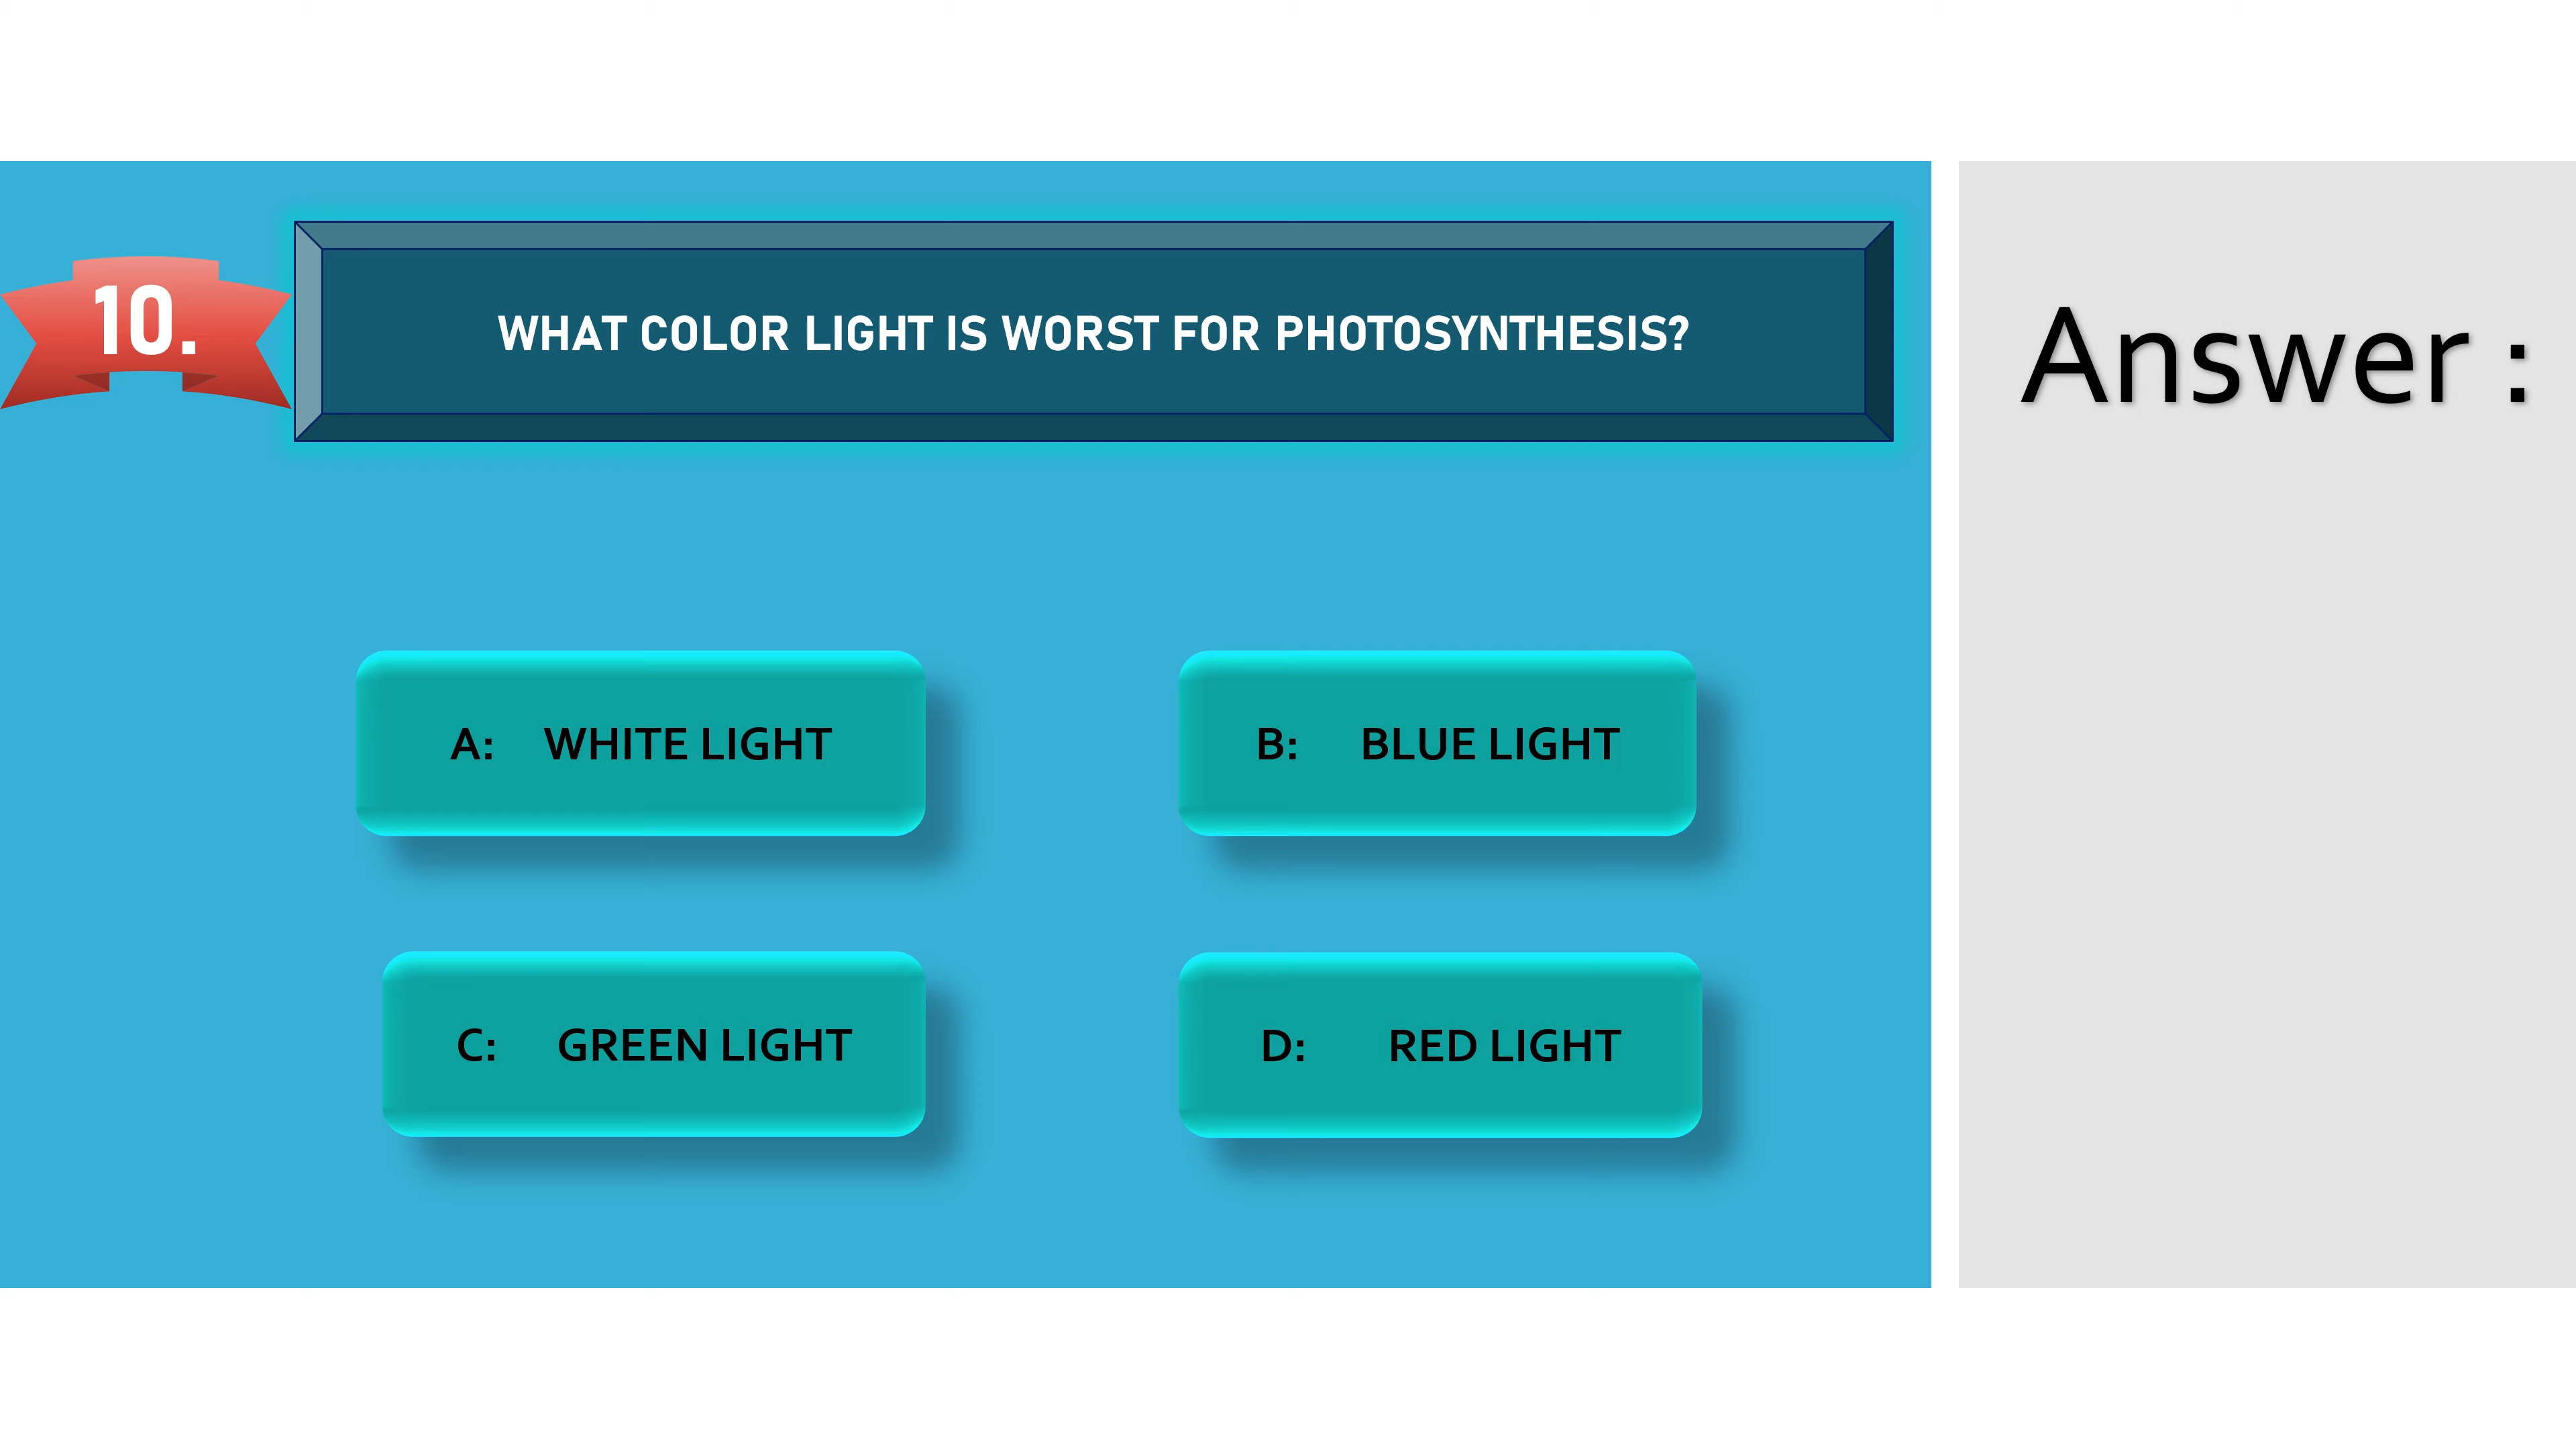 10.
WHAT COLOR LIGHT IS WORST FOR PHOTOSYNTHESIS?
Answer :
A: WHITE LIGHT
B: BLUE LIGHT
C: GREEN LIGHT
D: RED LIGHT